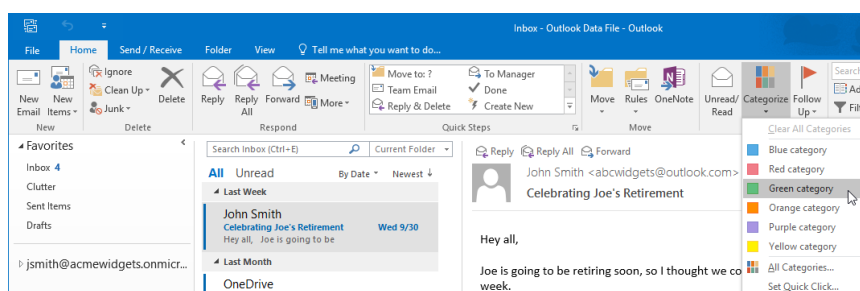 Inbox - Outlook Data File - Outlook
File Home Send / Receive Folder View Tell me what you want to do...
New Email
New Items
Ignore
Clean Up
Junk
Delete
Reply
Reply All
Forward
Meeting
More
Move to: ?
Team Email
Reply & Delete
To Manager
Done
Create New
Move
Rules
OneNote
Unread/ Read
Categorize
Follow Up
Search
New Delete Respond Quick Steps Move
Clear All Categories
Blue category
Red category
Green category
Orange category
Purple category
Yellow category
All Categories...
Set Quick Click...
Favorites
Inbox 4
Clutter
Sent Items
Drafts
jsmith@acmewidgets.onmicr...
Search Inbox (Ctrl+E) Current Folder
All Unread By Date Newest
Last Week
John Smith
Celebrating Joe's Retirement Wed 9/30
Hey all, Joe is going to be
Last Month
OneDrive
Reply Reply All Forward
John Smith <abcwidgets@outlook.com>
Celebrating Joe's Retirement
Hey all,
Joe is going to be retiring soon, so I thought we co
week.